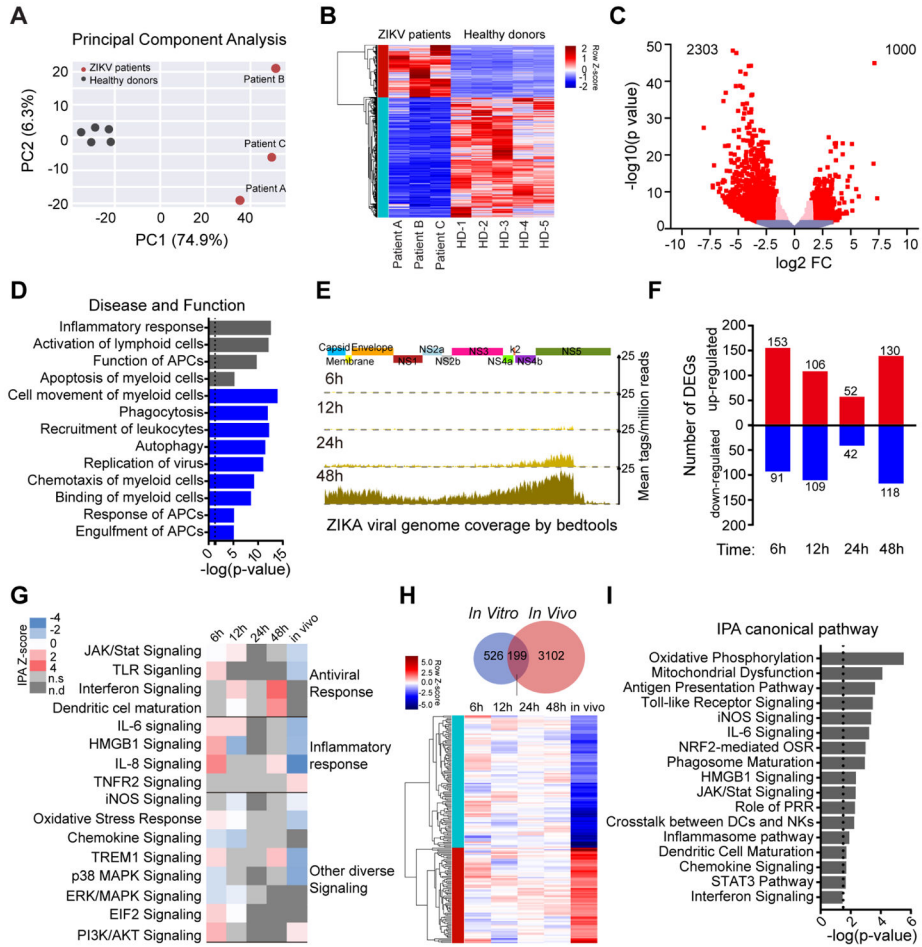 A
Principal Component Analysis
ZIKV patients
Healthy donors
Patient B
Patient C
Patient A
20
10
0
-10
-20
PC2 (6.3%)
-20 0 20 40 60
PC1 (74.9%)
B
ZIKV patients Healthy donors
2
1
0
-1
-2
Row Z-score
Patient A
Patient B
Patient C
HD-1
HD-2
HD-3
HD-4
HD-5
C
2303 1000
50
40
30
20
10
0
-log10(p value)
-10 -7.5 -5 -2.5 0 2.5 5 7.5 10
log2 FC
D
Disease and Function
Inflammatory response
Activation of lymphoid cells
Function of APCs
Apoptosis of myeloid cells
Cell movement of myeloid cells
Phagocytosis
Recruitment of leukocytes
Autophagy
Replication of virus
Chemotaxis of myeloid cells
Binding of myeloid cells
Response of APCs
Engulfment of APCs
0 5 10 15
-log(p-value)
E
Capsid Envelope NS2a NS3 k2 NS5
Membrane NS1 NS2b NS4a NS4b
6h
12h
24h
48h
25
25
25
25
Mean tags/million reads
ZIKA viral genome coverage by bedtools
F
200
150
100
50
0
50
100
150
200
Number of DEGs
up-regulated
down-regulated
153 106 52 130
91 109 42 118
Time: 6h 12h 24h 48h
G
IPA Z-score
-4
-2
0
2
4
n.s
n.d
6h 12h 24h 48h in vivo
JAK/Stat Signaling
TLR Siganling
Interferon Signaling
Dendritic cel maturation
IL-6 signaling
HMGB1 Signaling
IL-8 Signaling
TNFR2 Signaling
iNOS Signaling
Oxidative Stress Response
Chemokine Signaling
TREM1 Signaling
p38 MAPK Signaling
ERK/MAPK Signaling
EIF2 Signaling
PI3K/AKT Signaling
Antiviral
Response
Inflammatory
response
Other diverse
Signaling
H
In Vitro In Vivo
526 199 3102
5.0
2.5
0.0
-2.5
-5.0
Row Z-score
6h 12h 24h 48h in vivo
I
IPA canonical pathway
Oxidative Phosphorylation
Mitochondrial Dysfunction
Antigen Presentation Pathway
Toll-like Receptor Signaling
iNOS Signaling
IL-6 Signaling
NRF2-mediated OSR
Phagosome Maturation
HMGB1 Signaling
JAK/Stat Signaling
Role of PRR
Crosstalk between DCs and NKs
Inflammasome pathway
Dendritic Cell Maturation
Chemokine Signaling
STAT3 Pathway
Interferon Signaling
0 2 4 6
-log(p-value)